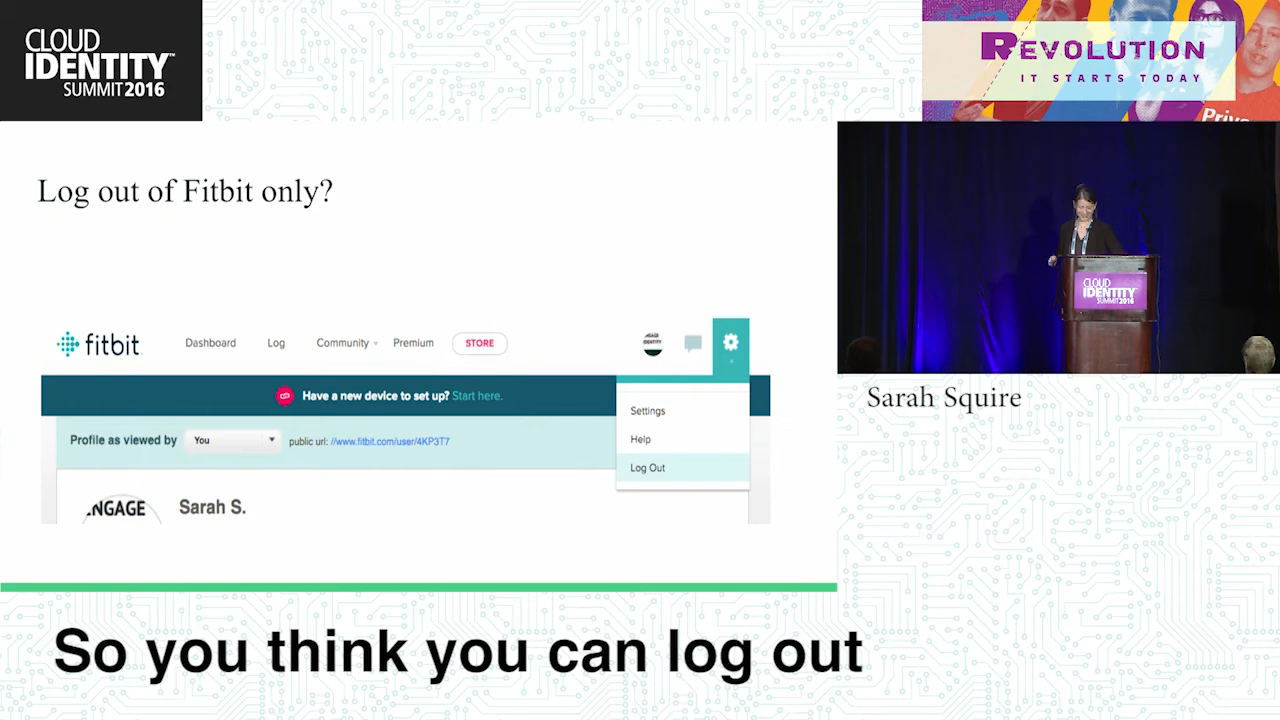 CLOUD
IDENTITY™
SUMMIT 2016
REVOLUTION
IT STARTS TODAY
Log out of Fitbit only?
fitbit
Dashboard Log Community Premium STORE
ENGAGE
IDENTITY
Have a new device to set up? Start here.
Settings
Help
Log Out
Profile as viewed by You public url: //www.fitbit.com/user/4KP3T7
ENGAGE
Sarah S.
CLOUD
IDENTITY
SUMMIT 2016
Sarah Squire
So you think you can log out